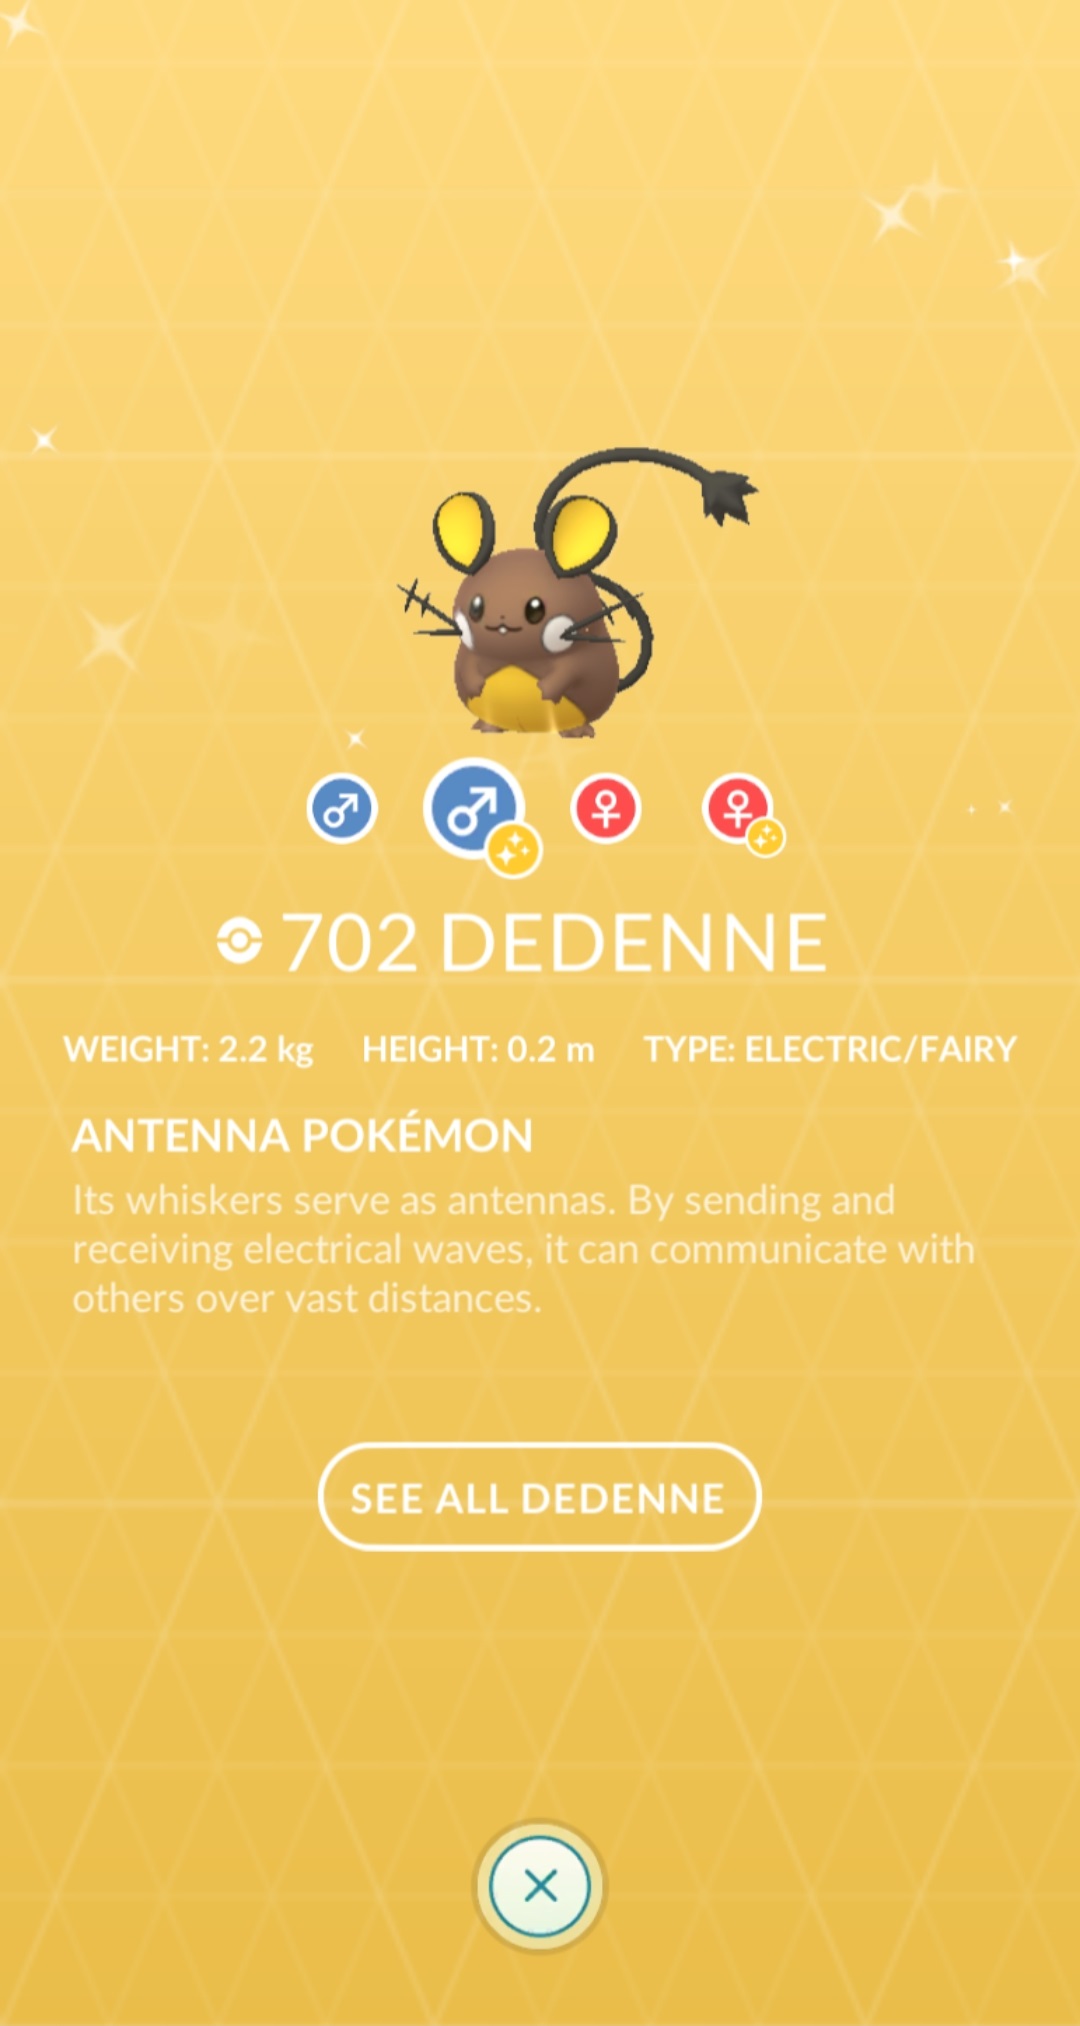 702 DEDENNE
WEIGHT: 2.2 kg HEIGHT: 0.2 m TYPE: ELECTRIC/FAIRY
ANTENNA POKÉMON
Its whiskers serve as antennas. By sending and
receiving electrical waves, it can communicate with
others over vast distances.
SEE ALL DEDENNE